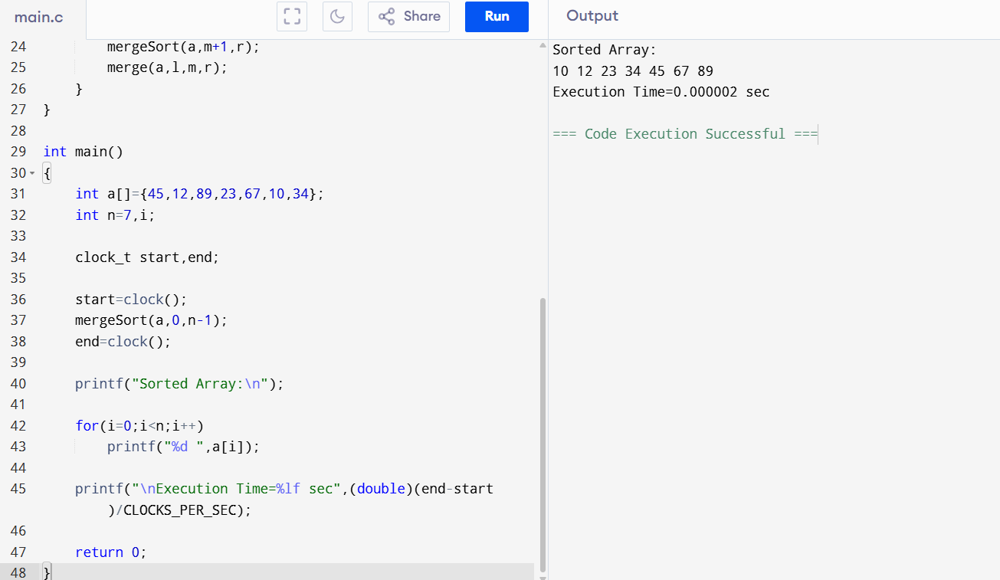 main.c
Share
Run
Output
24 mergeSort(a,m+1,r);
25 merge(a,l,m,r);
26 }
27 }
28
29 int main()
30 {
31 int a[]={45,12,89,23,67,10,34};
32 int n=7,i;
33
34 clock_t start,end;
35
36 start=clock();
37 mergeSort(a,0,n-1);
38 end=clock();
39
40 printf("Sorted Array:\n");
41
42 for(i=0;i<n;i++)
43 printf("%d ",a[i]);
44
45 printf("\nExecution Time=%lf sec",(double)(end-start
)/CLOCKS_PER_SEC);
46
47 return 0;
48 }
Sorted Array:
10 12 23 34 45 67 89
Execution Time=0.000002 sec
=== Code Execution Successful ===